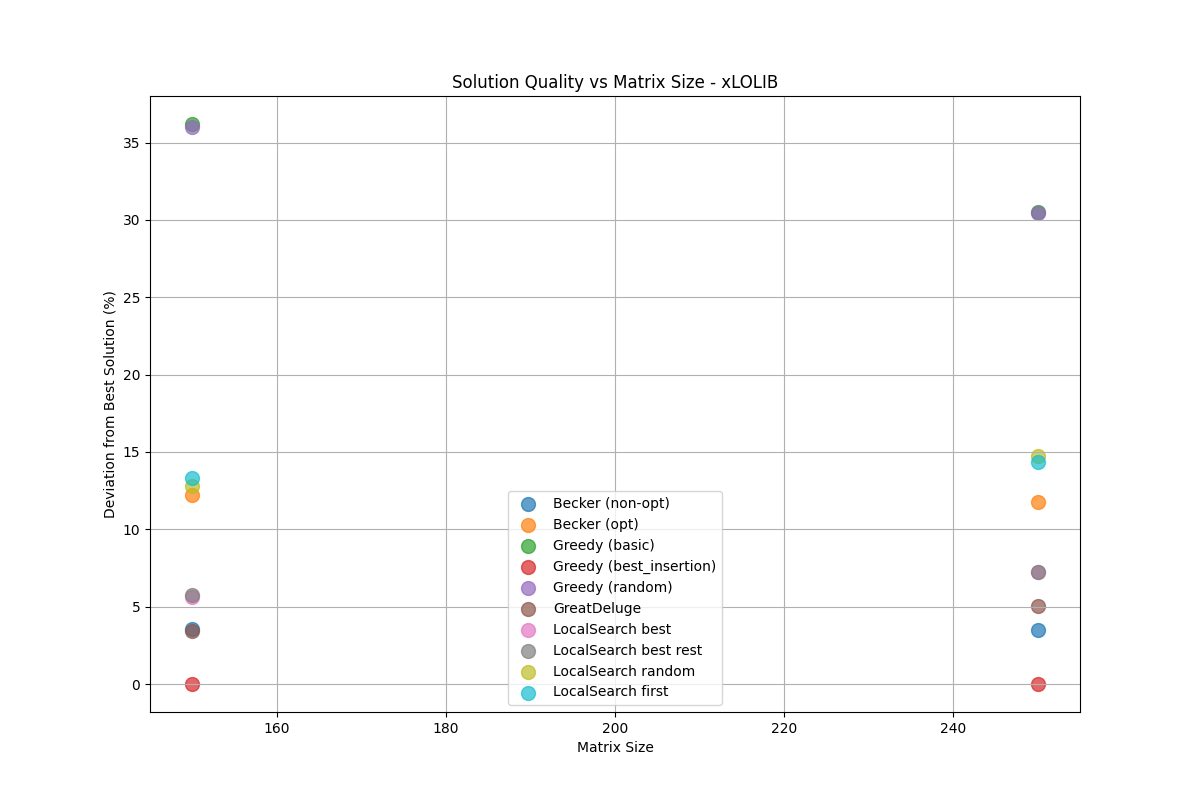 Solution Quality vs Matrix Size - xLOLIB
Deviation from Best Solution (%)
35
30
25
20
15
10
5
0
Becker (non-opt)
Becker (opt)
Greedy (basic)
Greedy (best_insertion)
Greedy (random)
GreatDeluge
LocalSearch best
LocalSearch best rest
LocalSearch random
LocalSearch first
160
180
200
220
240
Matrix Size